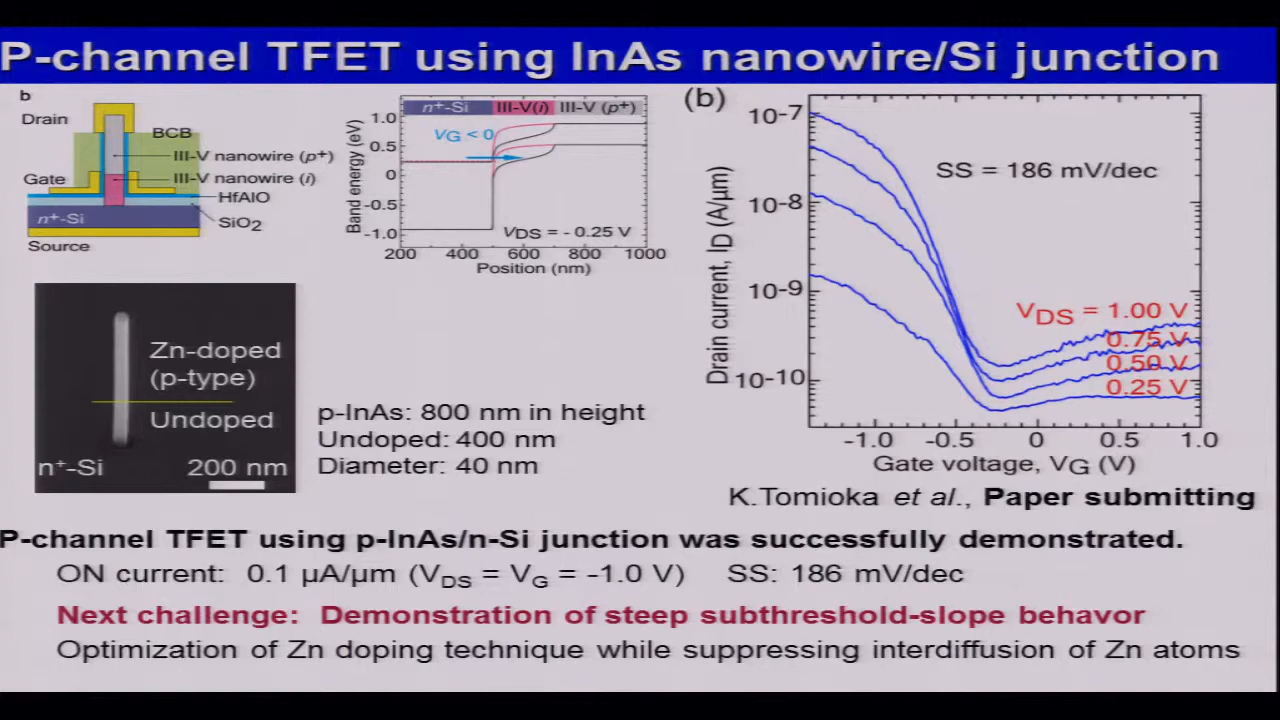 P-channel TFET using InAs nanowire/Si junction
b
Drain
BCB
III-V nanowire (p⁺)
III-V nanowire (i)
Gate
HfAlO
n⁺-Si
SiO₂
Source
n⁺-Si III-V(i) III-V (p⁺)
V_G < 0
1.0
0.5
0
-0.5
-1.0
Band energy (eV)
V_DS = - 0.25 V
200 400 600 800 1000
Position (nm)
(b)
10-7
10-8
10-9
10-10
Drain current, I_D (A/µm)
SS = 186 mV/dec
V_DS = 1.00 V
0.75 V
0.50 V
0.25 V
-1.0 -0.5 0 0.5 1.0
Gate voltage, V_G (V)
Zn-doped
(p-type)
Undoped
n⁺-Si 200 nm
p-InAs: 800 nm in height
Undoped: 400 nm
Diameter: 40 nm
K.Tomioka et al., Paper submitting
P-channel TFET using p-InAs/n-Si junction was successfully demonstrated.
ON current: 0.1 µA/µm (V_DS = V_G = -1.0 V) SS: 186 mV/dec
Next challenge: Demonstration of steep subthreshold-slope behavor
Optimization of Zn doping technique while suppressing interdiffusion of Zn atoms